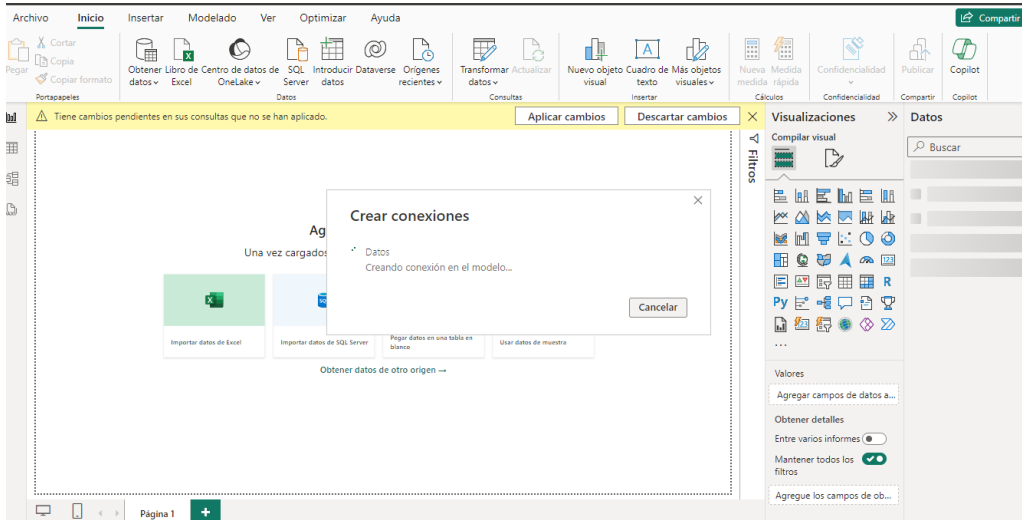 Archivo Inicio Insertar Modelado Ver Optimizar Ayuda
Compartir
Pegar
Cortar
Copia
Copiar formato
Portapapeles
Obtener datos
Libro de Excel
Centro de datos de OneLake
SQL Server
Introducir datos
Dataverse
Orígenes recientes
Datos
Transformar datos
Actualizar
Consultas
Nuevo objeto visual
Cuadro de texto
Más objetos visuales
Insertar
Nueva medida
Medida rápida
Cálculos
Confidencialidad
Confidencialidad
Publicar
Compartir
Copilot
Copilot
Tiene cambios pendientes en sus consultas que no se han aplicado.
Aplicar cambios
Descartar cambios
Filtros
Ag
Una vez cargados
Crear conexiones
Datos
Creando conexión en el modelo...
Cancelar
SQL
Importar datos de Excel
Importar datos de SQL Server
Pegar datos en una tabla en
blanco
Usar datos de muestra
Obtener datos de otro origen →
Visualizaciones
Compilar visual
123
R
Py
123
...
Valores
Agregar campos de datos a...
Obtener detalles
Entre varios informes
Mantener todos los
filtros
Agregue los campos de ob...
Datos
Buscar
Página 1
+